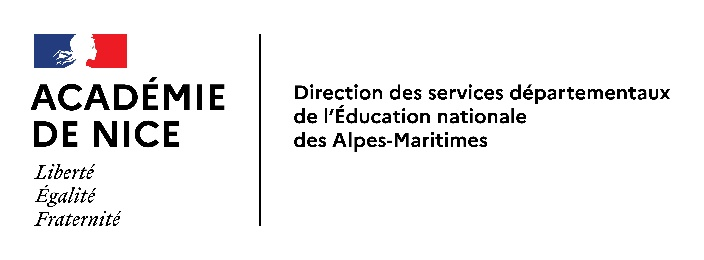 ACADÉMIE
DE NICE
Liberté
Égalité
Fraternité
Direction des services départementaux
de l'Éducation nationale
des Alpes-Maritimes